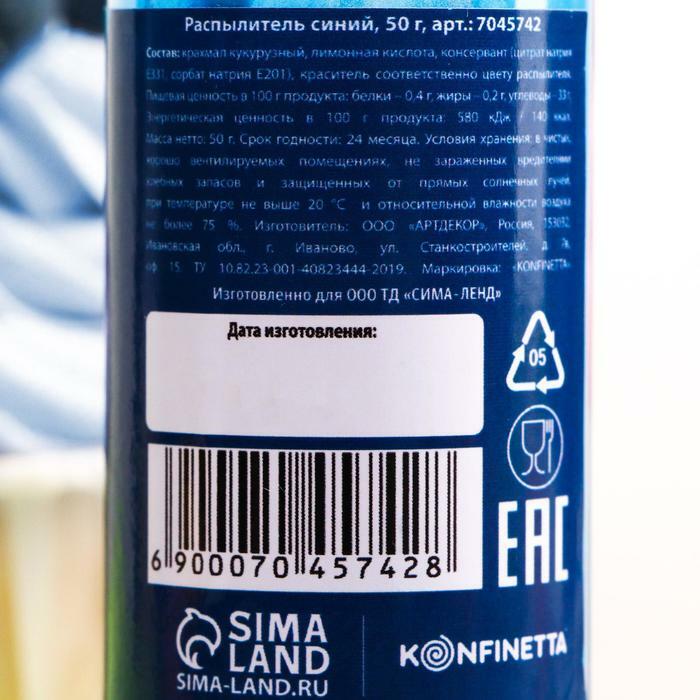 Распылитель синий, 50 г, арт.: 7045742
Состав: крахмал кукурузный, лимонная кислота, консервант (цитрат натрия
Е331, сорбат натрия Е201), краситель соответственно цвету распылителя.
Пищевая ценность в 100 г продукта: белки – 0,4 г, жиры – 0,2 г, углеводы – 33 г.
Энергетическая ценность в 100 г продукта: 580 кДж / 140 ккал.
Масса нетто: 50 г. Срок годности: 24 месяца. Условия хранения: в чистых,
хорошо вентилируемых помещениях, не зараженных вредителями
хлебных запасов и защищенных от прямых солнечных лучей,
при температуре не выше 20 °С и относительной влажности воздуха
не более 75 %. Изготовитель: ООО «АРТДЕКОР», Россия, 153032,
Ивановская обл., г. Иваново, ул. Станкостроителей, д.
оф 15. ТУ 10.82.23-001-40823444-2019. Маркировка: «KONFINETTA»
Изготовленно для ООО ТД «СИМА-ЛЕНД»
Дата изготовления:
05
EAC
6 900070 457428
SIMA
LAND
SIMA-LAND.RU
KONFINETTA